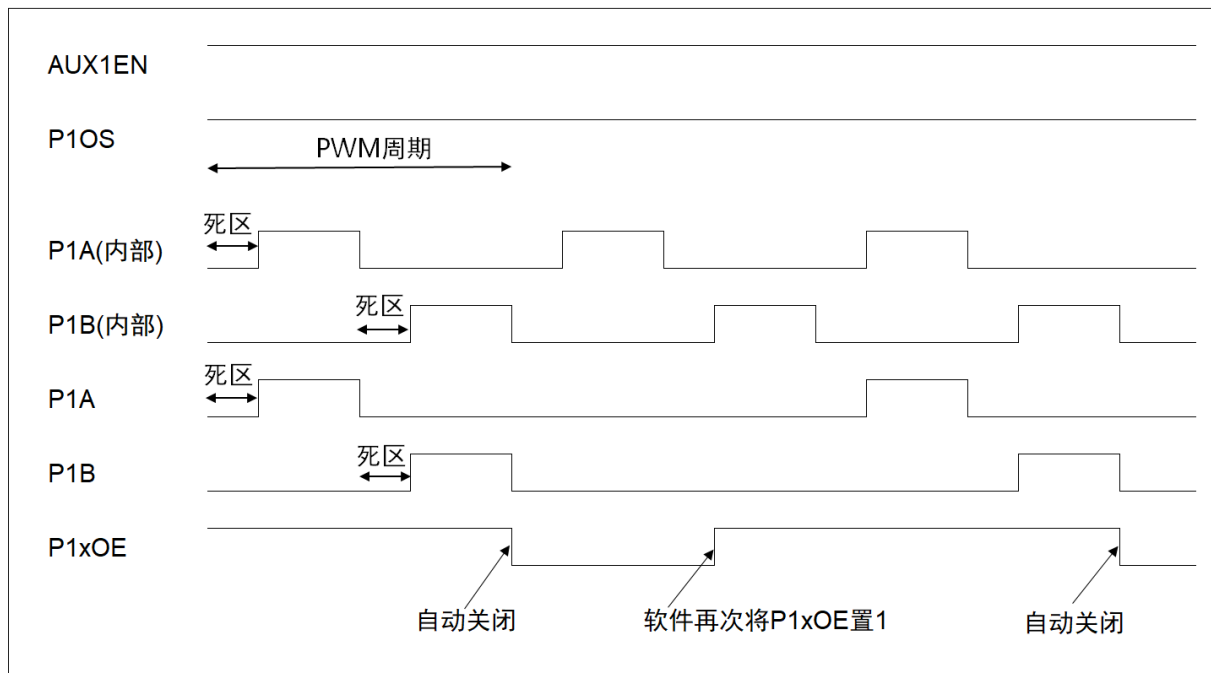 AUX1EN
P1OS
PWM周期
死区
P1A(内部)
死区
P1B(内部)
死区
P1A
死区
P1B
P1xOE
自动关闭
软件再次将P1xOE置1
自动关闭